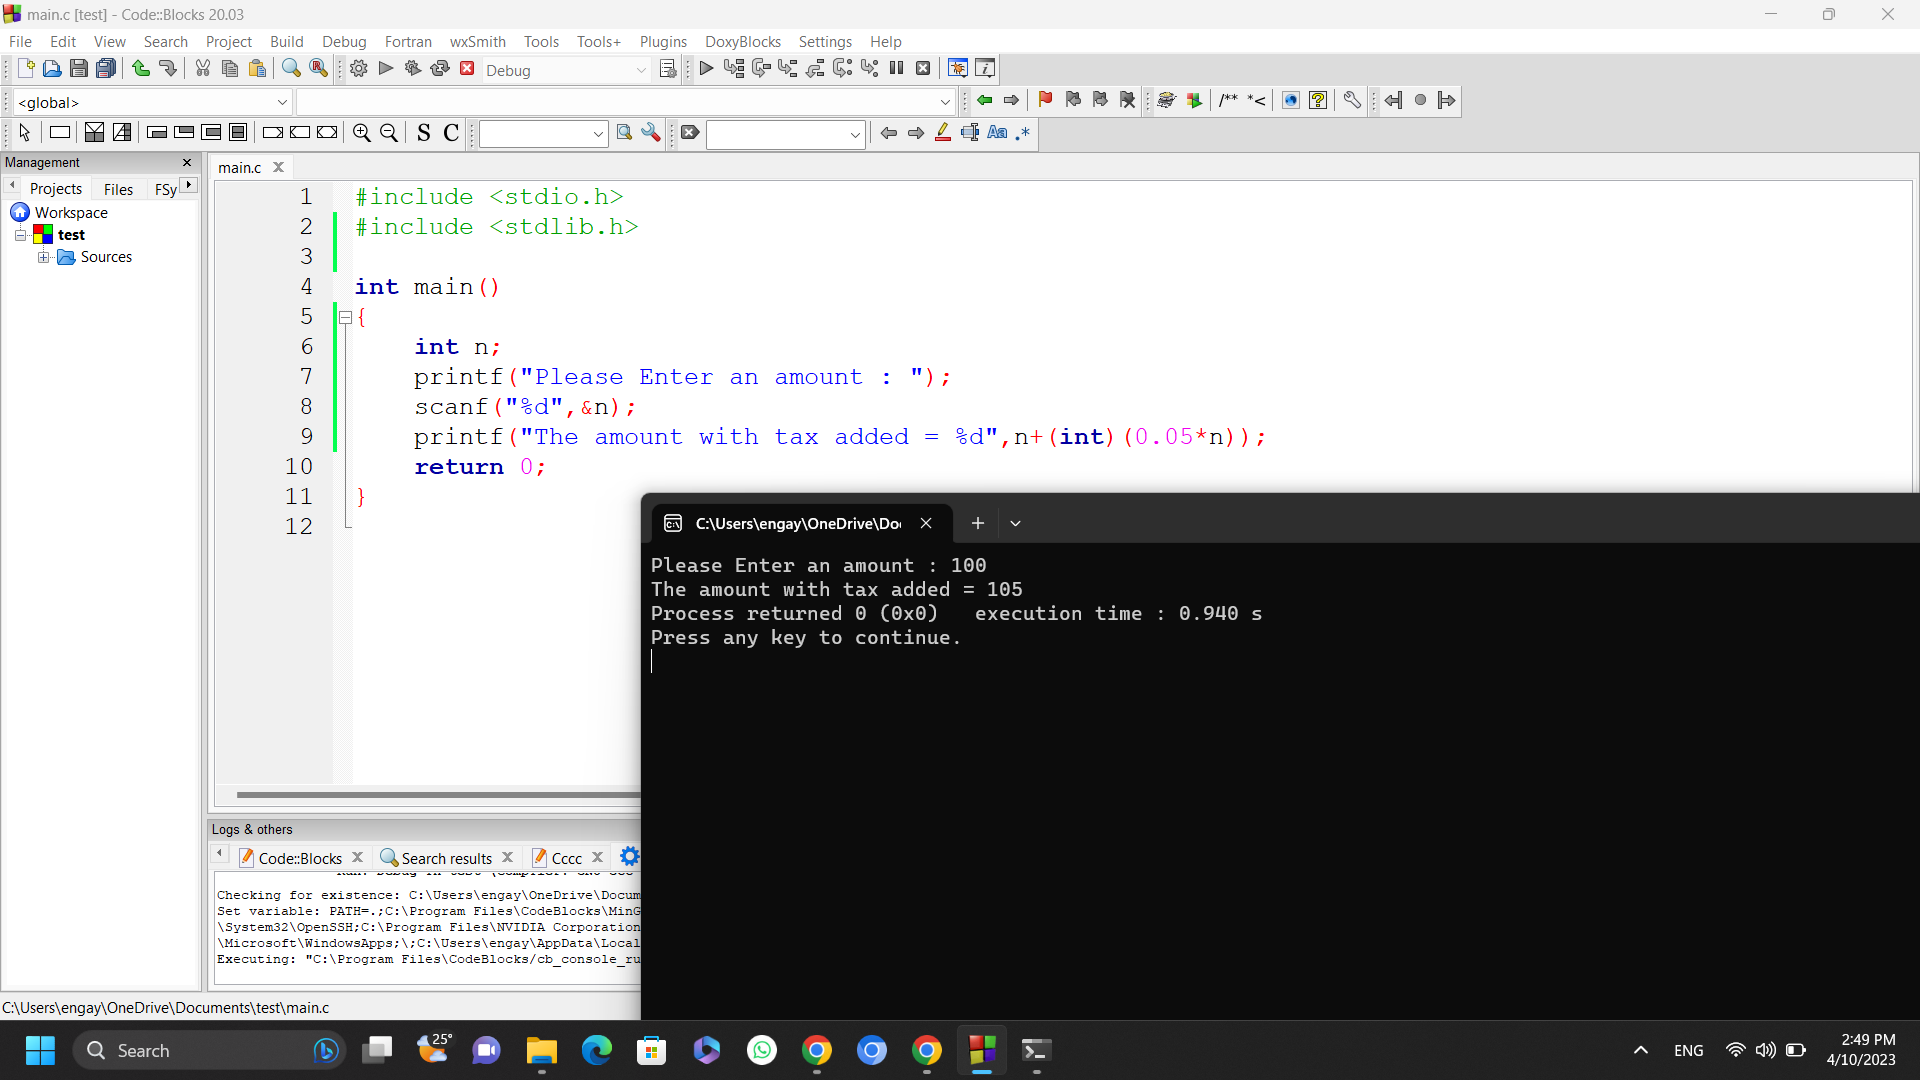 main.c [test] - Code::Blocks 20.03
File Edit View Search Project Build Debug Fortran wxSmith Tools Tools+ Plugins DoxyBlocks Settings Help
Debug
<global>
/** *<
S C
Aa .*
Management
Projects Files FSy
Workspace
test
Sources
main.c
1 #include <stdio.h>
2 #include <stdlib.h>
3
4 int main()
5 {
6 int n;
7 printf("Please Enter an amount : ");
8 scanf("%d",&n);
9 printf("The amount with tax added = %d",n+(int)(0.05*n));
10 return 0;
11 }
12
C:\Users\engay\OneDrive\Do
Please Enter an amount : 100
The amount with tax added = 105
Process returned 0 (0x0) execution time : 0.940 s
Press any key to continue.
Logs & others
Code::Blocks Search results Cccc
Checking for existence: C:\Users\engay\OneDrive\Docum
Set variable: PATH=.;C:\Program Files\CodeBlocks\MinG
\System32\OpenSSH;C:\Program Files\NVIDIA Corporation
\Microsoft\WindowsApps;\;C:\Users\engay\AppData\Local
Executing: "C:\Program Files\CodeBlocks/cb_console_ru
C:\Users\engay\OneDrive\Documents\test\main.c
Search
25°
ENG
2:49 PM
4/10/2023